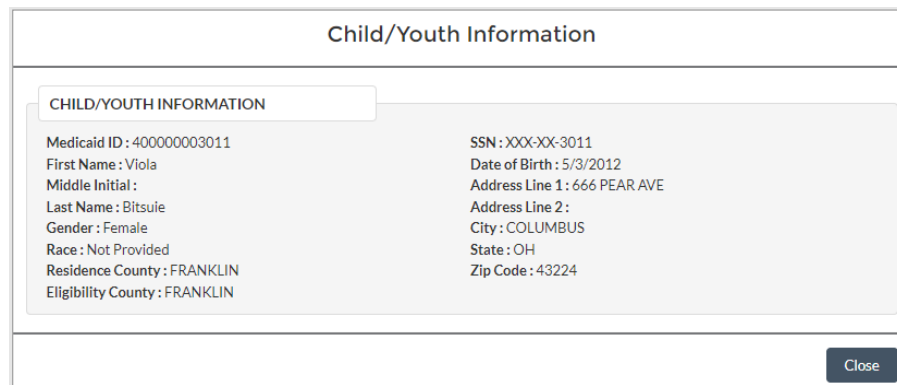 Child/Youth Information
CHILD/YOUTH INFORMATION
Medicaid ID : 400000003011
First Name : Viola
Middle Initial :
Last Name : Bitsuie
Gender : Female
Race : Not Provided
Residence County : FRANKLIN
Eligibility County : FRANKLIN
SSN : XXX-XX-3011
Date of Birth : 5/3/2012
Address Line 1 : 666 PEAR AVE
Address Line 2 :
City : COLUMBUS
State : OH
Zip Code : 43224
Close